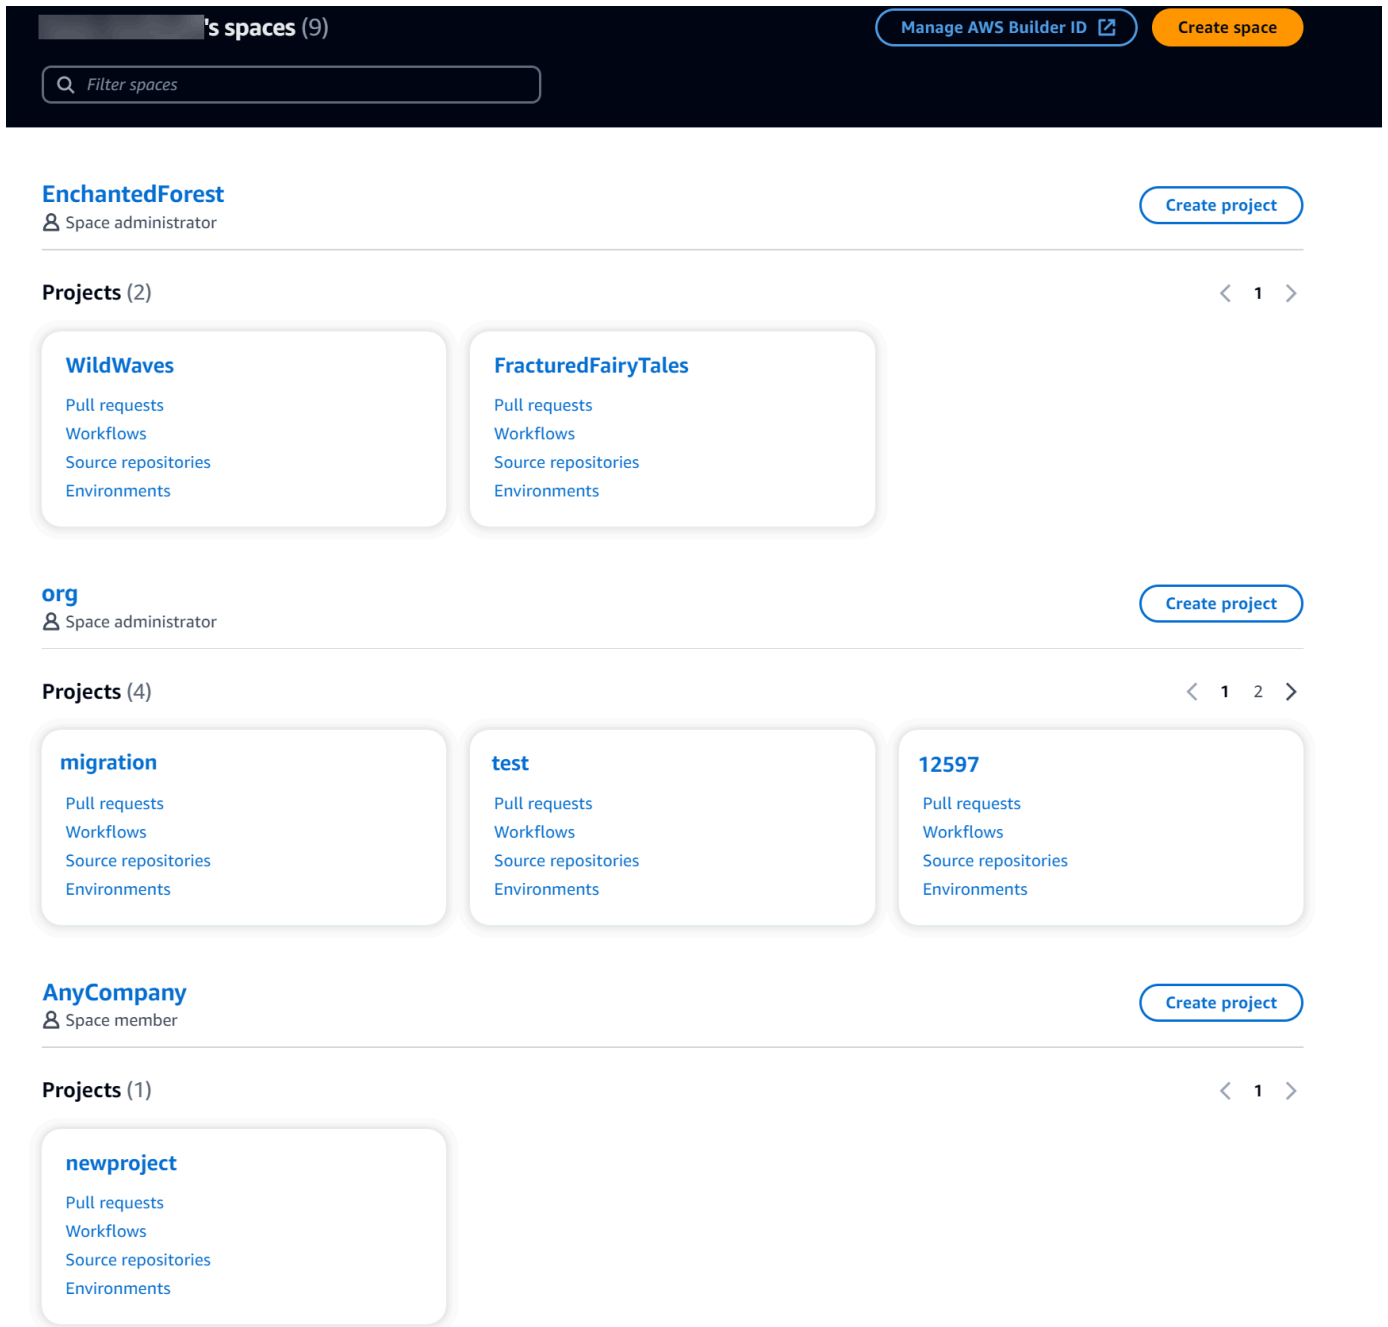 's spaces (9)
Manage AWS Builder ID
Create space
Filter spaces
EnchantedForest
Space administrator
Create project
Projects (2)
1
WildWaves
Pull requests
Workflows
Source repositories
Environments
FracturedFairyTales
Pull requests
Workflows
Source repositories
Environments
org
Space administrator
Create project
Projects (4)
1 2
migration
Pull requests
Workflows
Source repositories
Environments
test
Pull requests
Workflows
Source repositories
Environments
12597
Pull requests
Workflows
Source repositories
Environments
AnyCompany
Space member
Create project
Projects (1)
1
newproject
Pull requests
Workflows
Source repositories
Environments